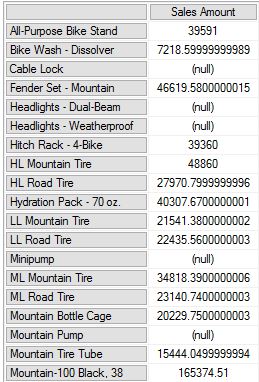 Sales Amount
All-Purpose Bike Stand 39591
Bike Wash - Dissolver 7218.59999999989
Cable Lock (null)
Fender Set - Mountain 46619.5800000015
Headlights - Dual-Beam (null)
Headlights - Weatherproof (null)
Hitch Rack - 4-Bike 39360
HL Mountain Tire 48860
HL Road Tire 27970.7999999996
Hydration Pack - 70 oz. 40307.6700000001
LL Mountain Tire 21541.3800000002
LL Road Tire 22435.5600000003
Minipump (null)
ML Mountain Tire 34818.3900000006
ML Road Tire 23140.7400000003
Mountain Bottle Cage 20229.7500000003
Mountain Pump (null)
Mountain Tire Tube 15444.0499999994
Mountain-100 Black, 38 165374.51